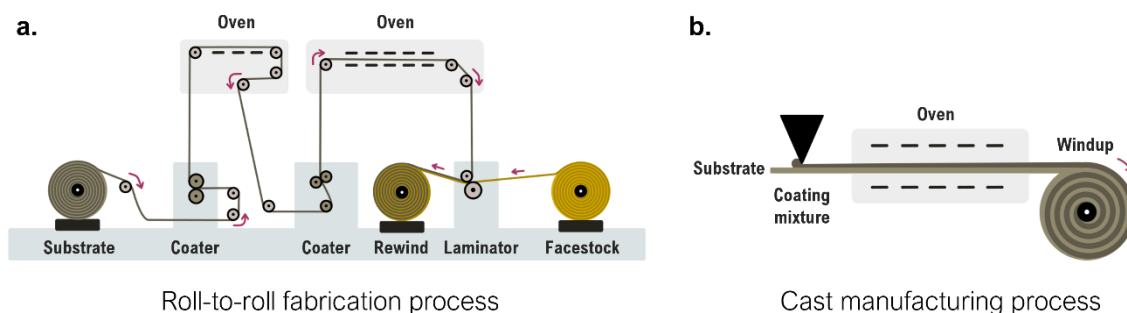 a.
Oven
Oven
Substrate
Coater
Coater
Rewind
Laminator
Facestock
Roll-to-roll fabrication process
b.
Oven
Windup
Substrate
Coating
mixture
Cast manufacturing process